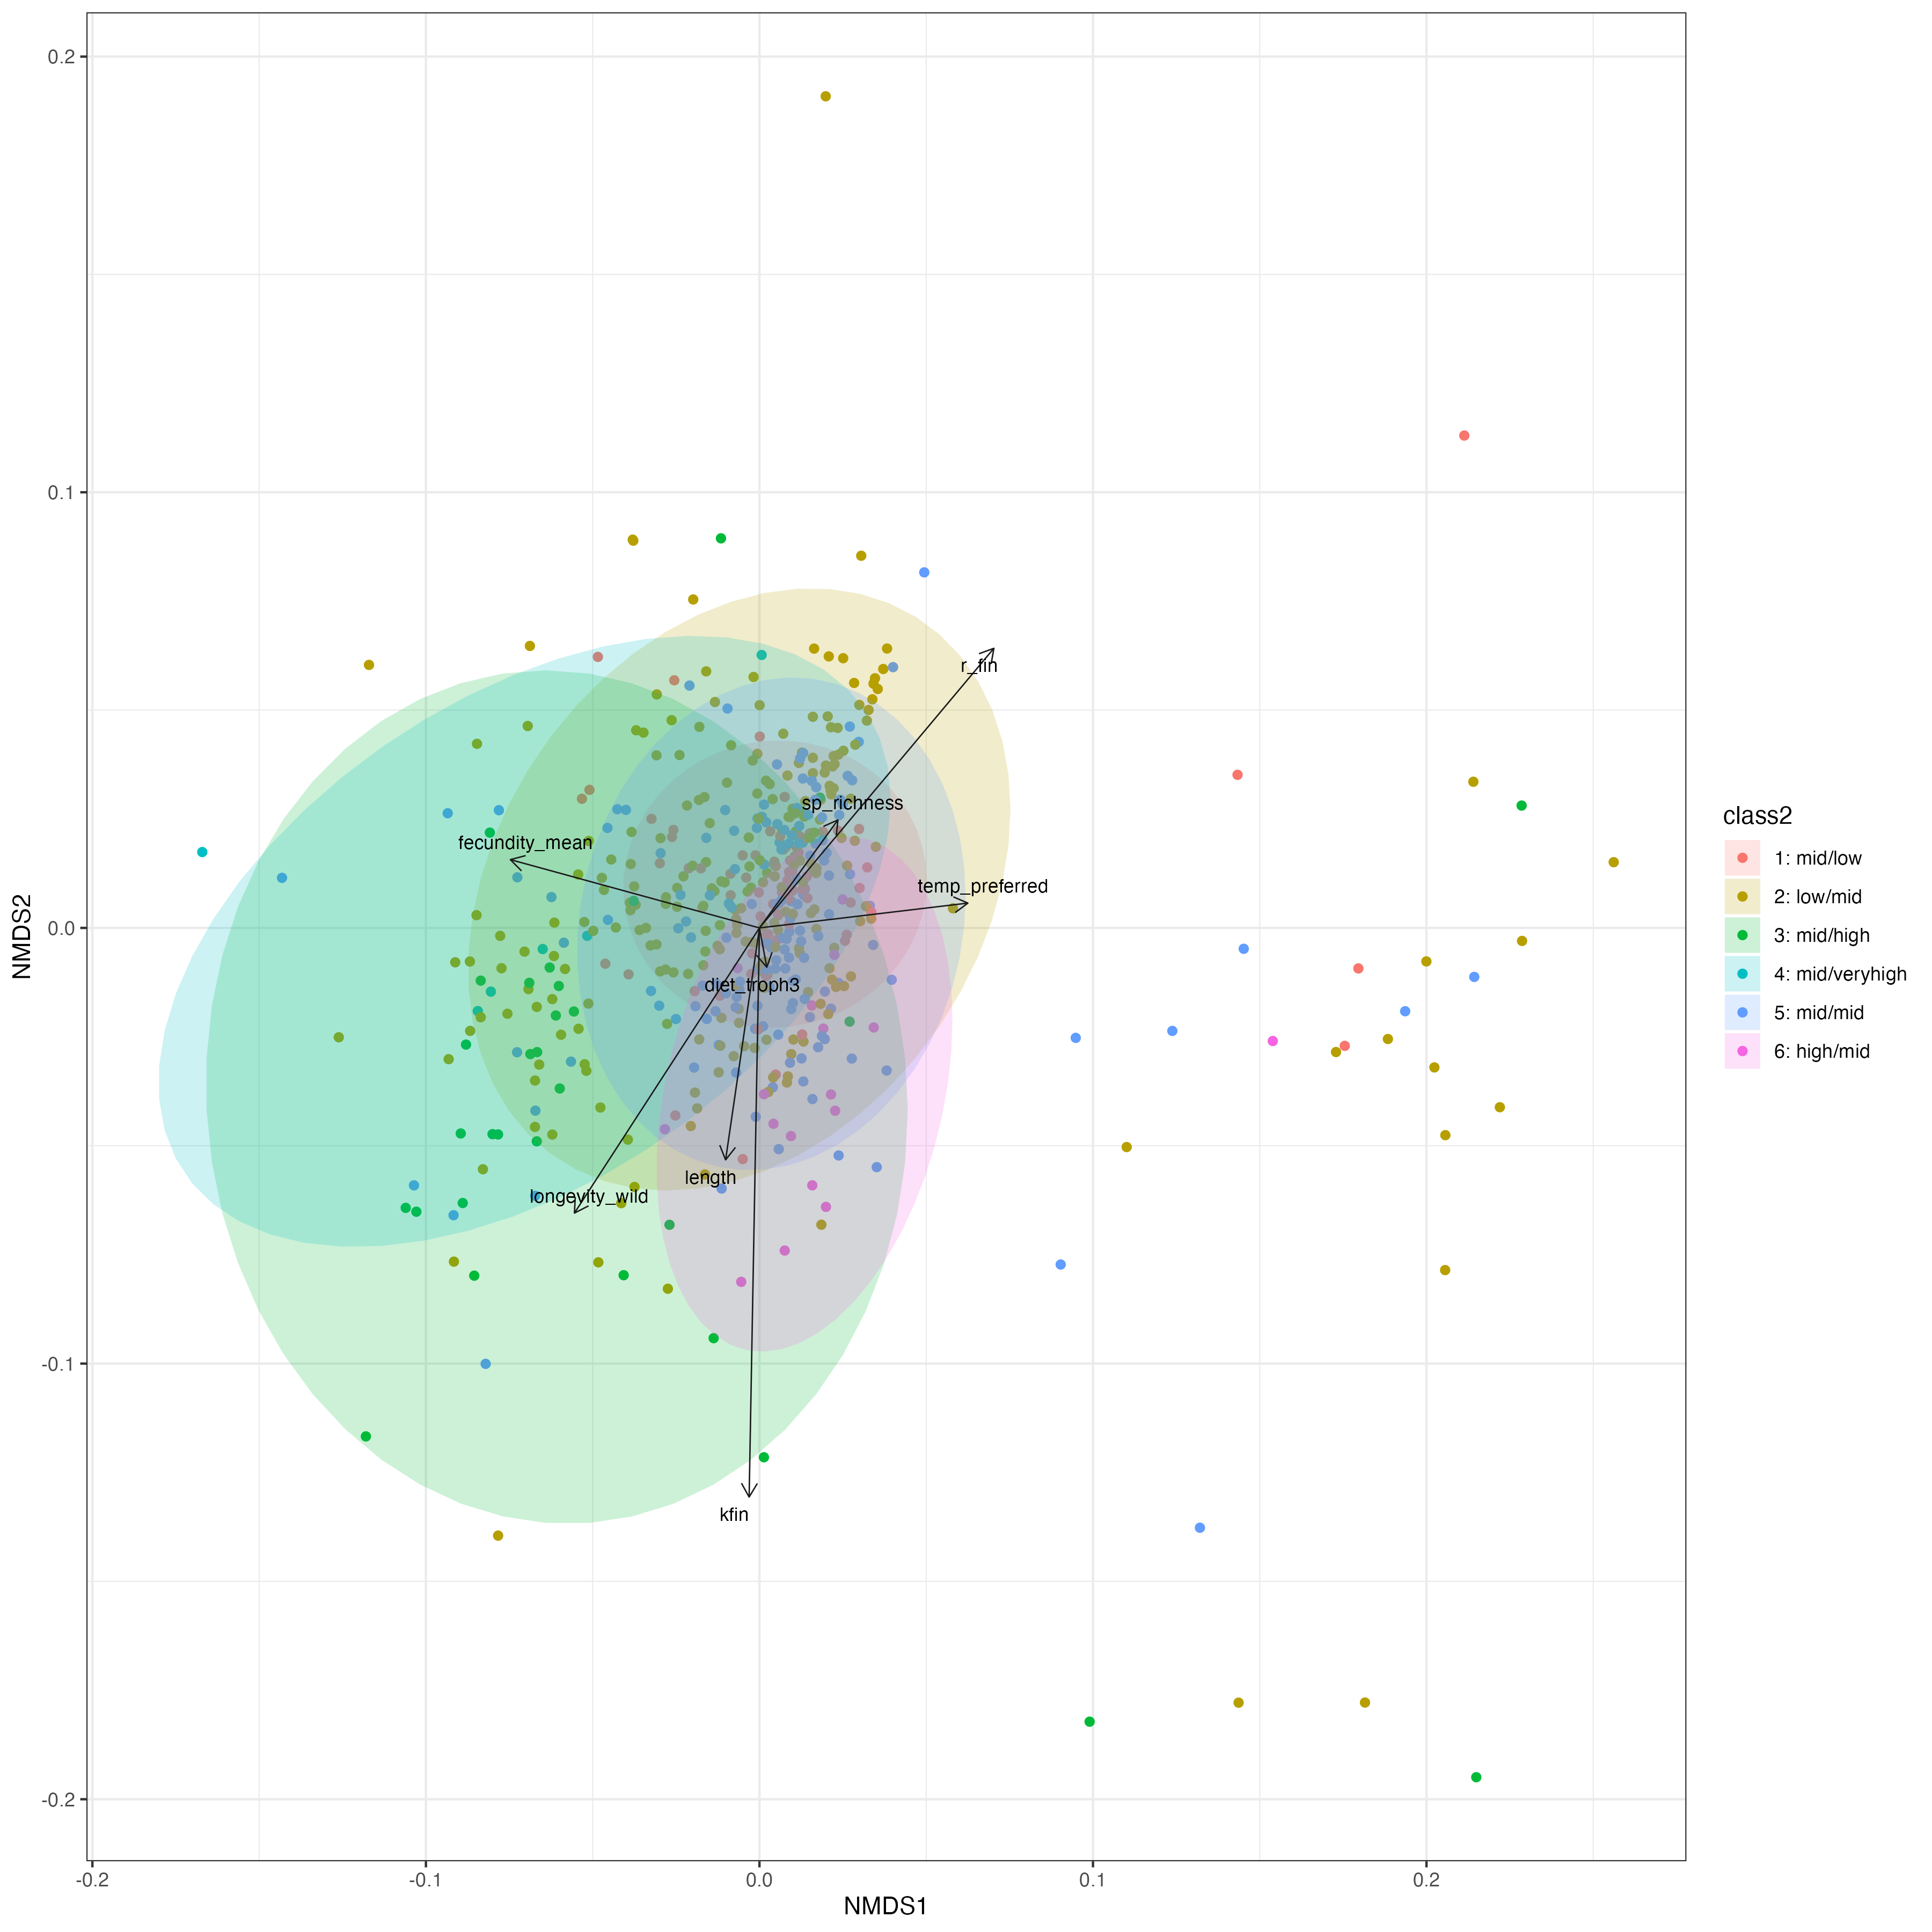 0.2
0.1
0.0
-0.1
-0.2
NMDS2
r_fin
sp_richness
fecundity_mean
temp_preferred
diet_troph3
length
longevity_wild
kfin
-0.2
-0.1
0.0
0.1
0.2
NMDS1
class2
1: mid/low
2: low/mid
3: mid/high
4: mid/veryhigh
5: mid/mid
6: high/mid